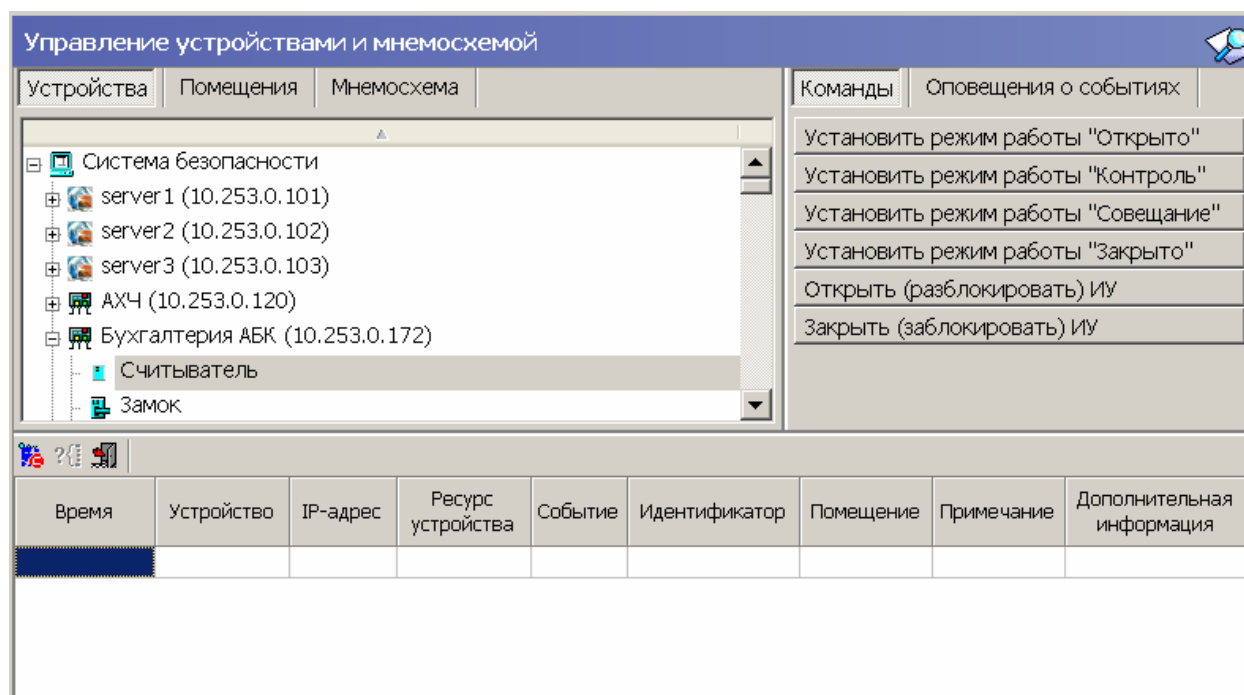 Управление устройствами и мнемосхемой
Устройства Помещения Мнемосхема
Система безопасности
server1 (10.253.0.101)
server2 (10.253.0.102)
server3 (10.253.0.103)
АХЧ (10.253.0.120)
Бухгалтерия АБК (10.253.0.172)
Считыватель
Замок
Команды Оповещения о событиях
Установить режим работы "Открыто"
Установить режим работы "Контроль"
Установить режим работы "Совещание"
Установить режим работы "Закрыто"
Открыть (разблокировать) ИУ
Закрыть (заблокировать) ИУ
Время Устройство IP-адрес Ресурс устройства Событие Идентификатор Помещение Примечание Дополнительная информация